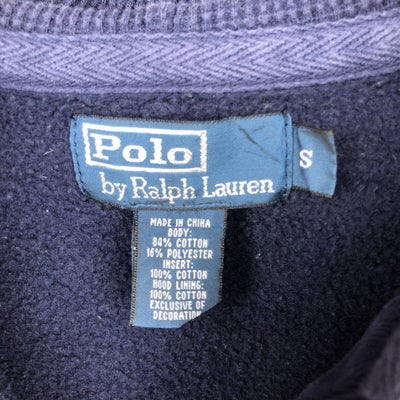 Polo
by Ralph Lauren
S
MADE IN CHINA
BODY:
84% COTTON
16% POLYESTER
INSERT:
100% COTTON
HOOD LINING:
100% COTTON
EXCLUSIVE OF
DECORATION